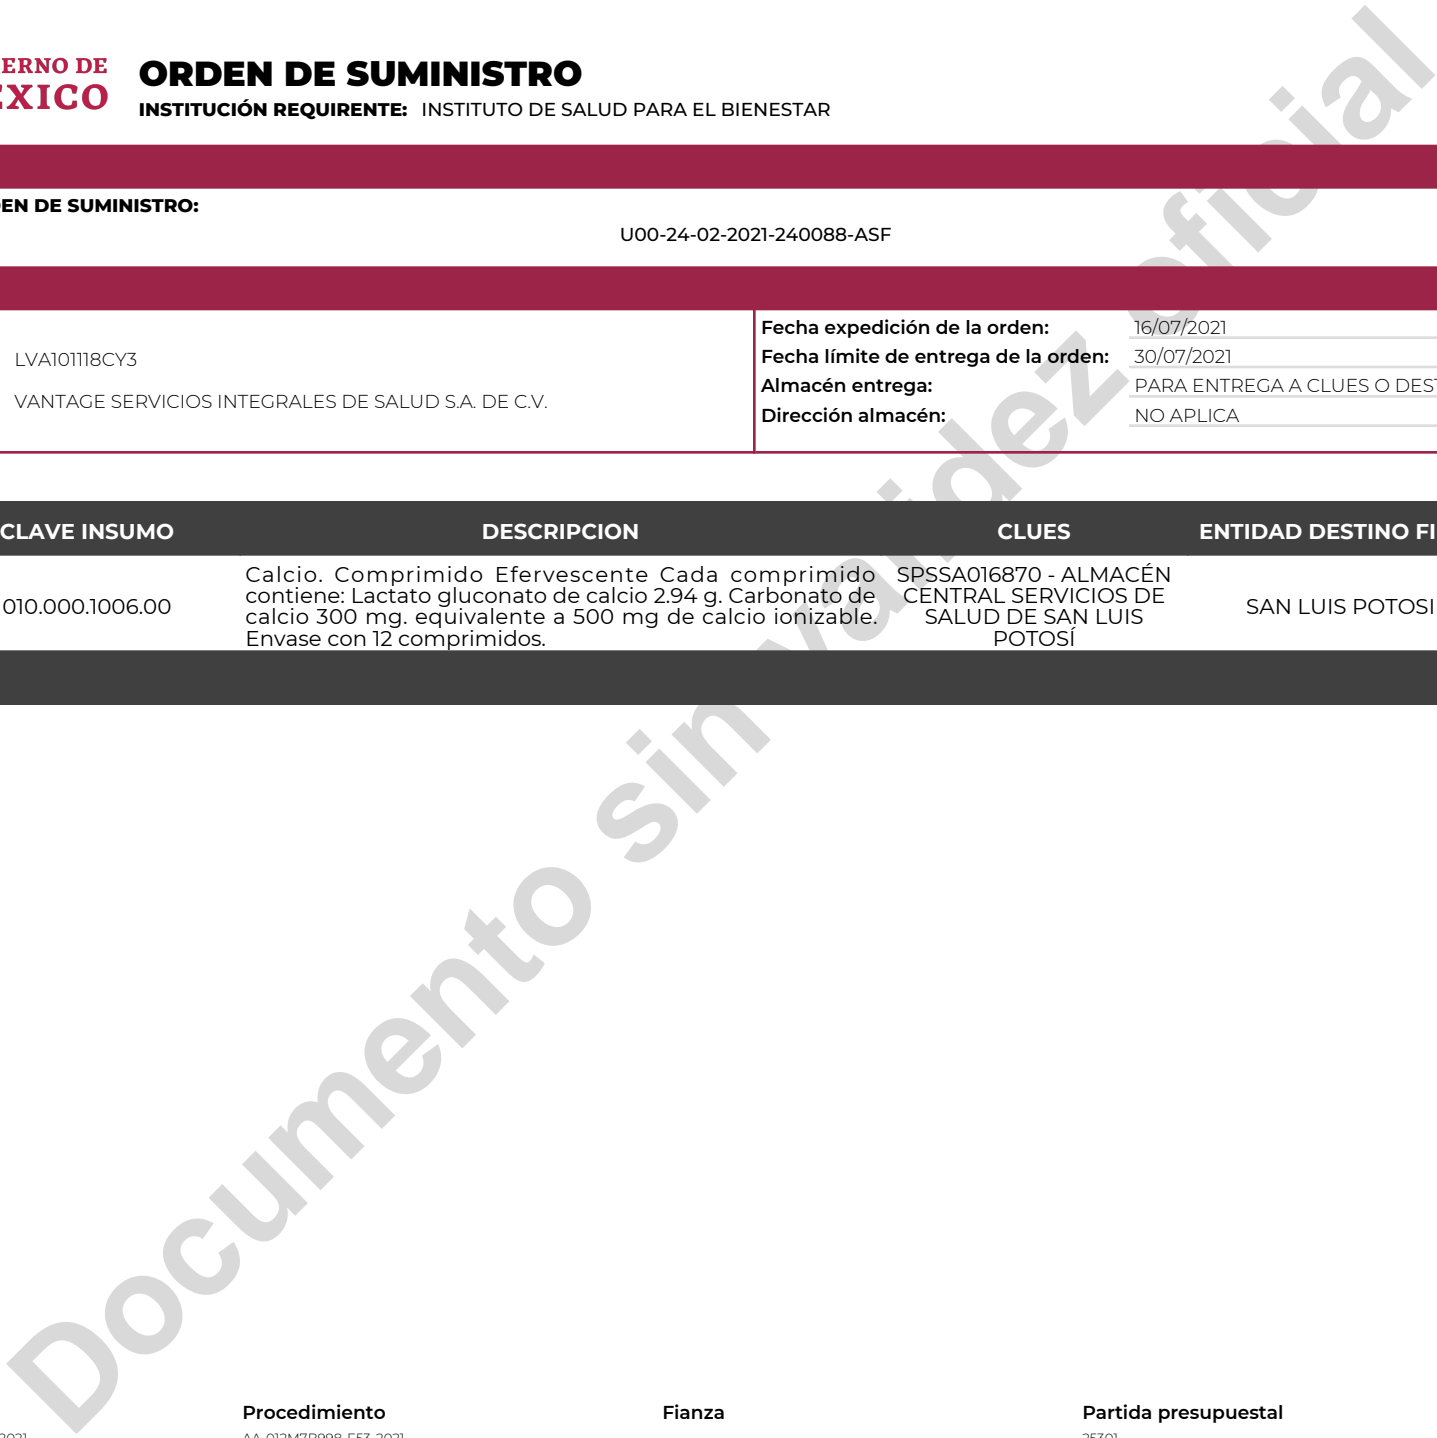 ERNO DE
ORDEN DE SUMINISTRO
EXICO
INSTITUCIÓN REQUIRENTE: INSTITUTO DE SALUD PARA EL BIENESTAR
EN DE SUMINISTRO:
U00-24-02-2021-240088-ASF
LVA101118CY3
VANTAGE SERVICIOS INTEGRALES DE SALUD S.A. DE C.V.
Fecha expedición de la orden: 16/07/2021
Fecha límite de entrega de la orden: 30/07/2021
Almacén entrega: PARA ENTREGA A CLUES O DEST
Dirección almacén: NO APLICA
CLAVE INSUMO DESCRIPCION CLUES ENTIDAD DESTINO FI
010.000.1006.00
Calcio. Comprimido Efervescente Cada comprimido
contiene: Lactato gluconato de calcio 2.94 g. Carbonato de
calcio 300 mg. equivalente a 500 mg de calcio ionizable.
Envase con 12 comprimidos.
SPSSA016870 - ALMACÉN
CENTRAL SERVICIOS DE
SALUD DE SAN LUIS
POTOSÍ
SAN LUIS POTOSI
Documento sin validez oficial
Procedimiento Fianza Partida presupuestal